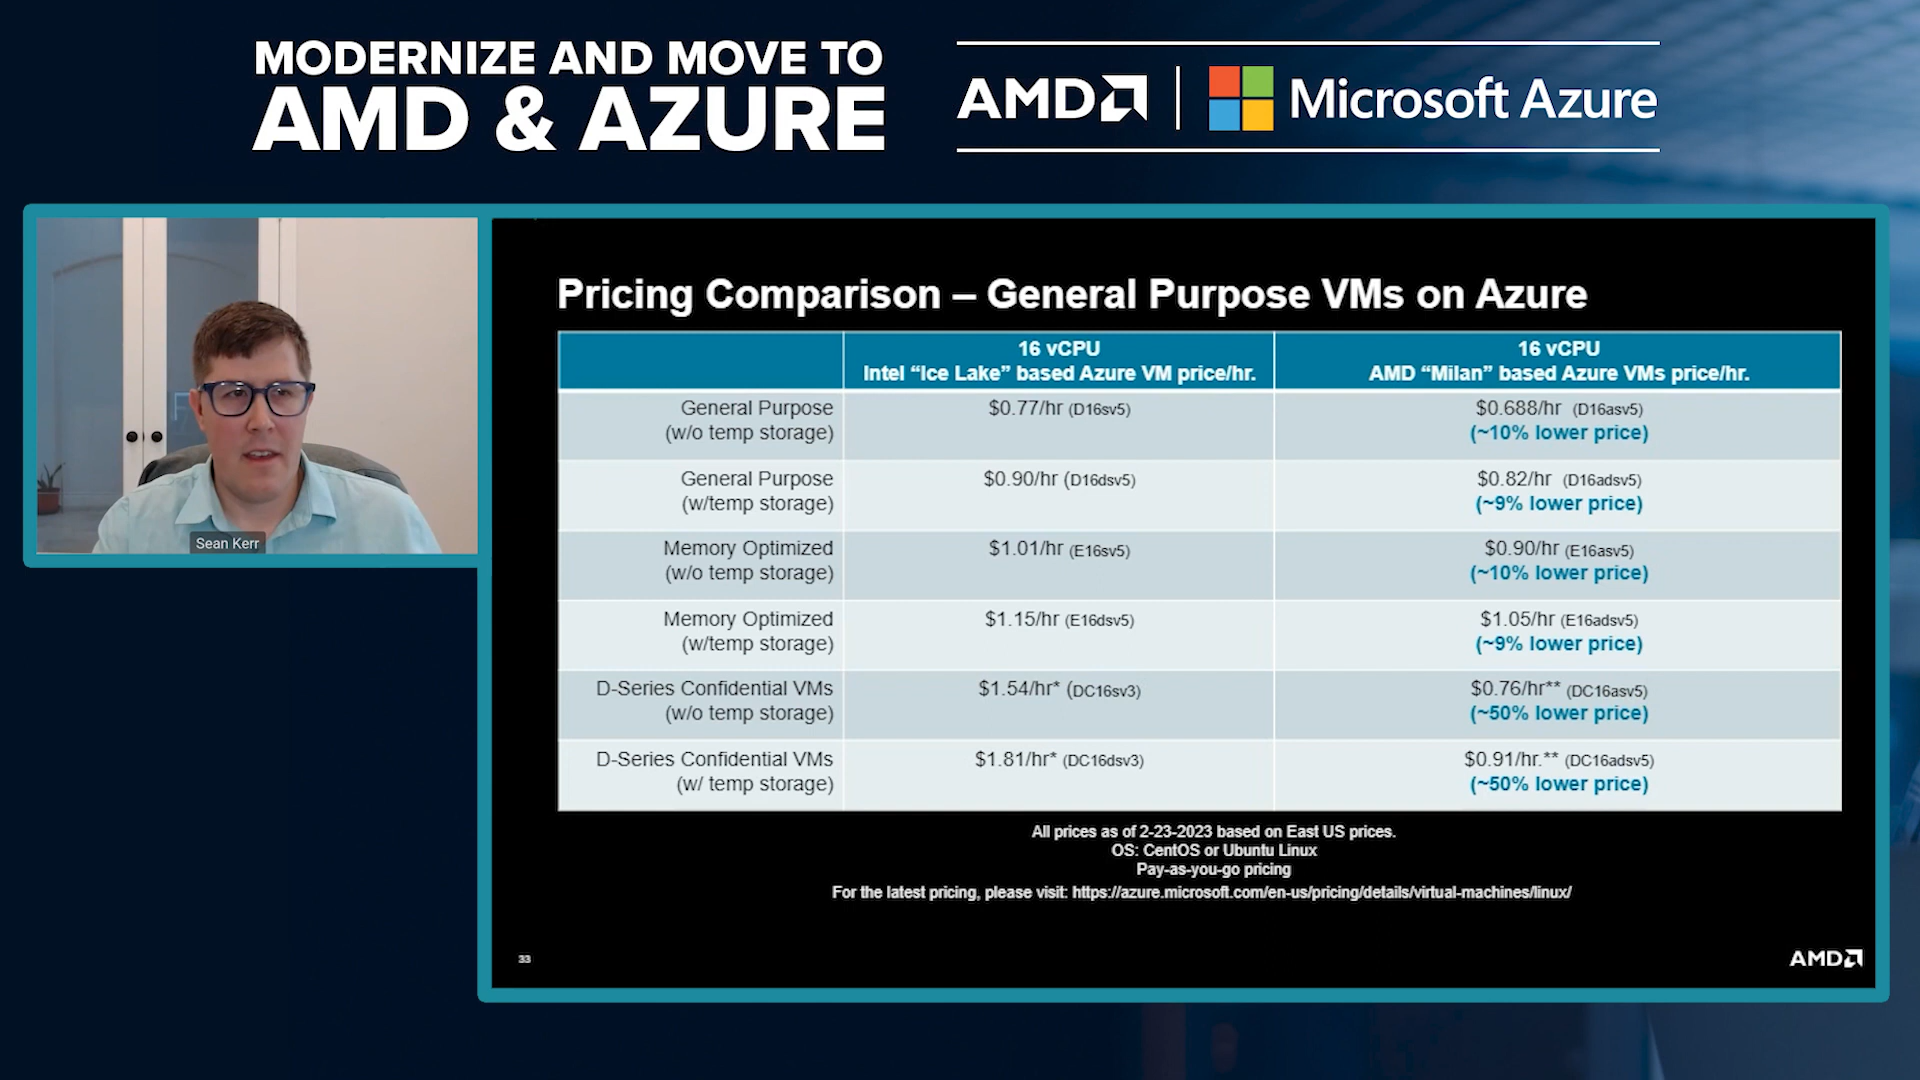 MODERNIZE AND MOVE TO
AMD & AZURE
AMD
Microsoft Azure
Sean Kerr
Pricing Comparison – General Purpose VMs on Azure
16 vCPU
Intel “Ice Lake” based Azure VM price/hr.
16 vCPU
AMD “Milan” based Azure VMs price/hr.
General Purpose
(w/o temp storage)
$0.77/hr (D16sv5)
$0.688/hr (D16asv5)
(~10% lower price)
General Purpose
(w/temp storage)
$0.90/hr (D16dsv5)
$0.82/hr (D16adsv5)
(~9% lower price)
Memory Optimized
(w/o temp storage)
$1.01/hr (E16sv5)
$0.90/hr (E16asv5)
(~10% lower price)
Memory Optimized
(w/temp storage)
$1.15/hr (E16dsv5)
$1.05/hr (E16adsv5)
(~9% lower price)
D-Series Confidential VMs
(w/o temp storage)
$1.54/hr* (DC16sv3)
$0.76/hr** (DC16asv5)
(~50% lower price)
D-Series Confidential VMs
(w/ temp storage)
$1.81/hr* (DC16dsv3)
$0.91/hr.** (DC16adsv5)
(~50% lower price)
All prices as of 2-23-2023 based on East US prices.
OS: CentOS or Ubuntu Linux
Pay-as-you-go pricing
For the latest pricing, please visit: https://azure.microsoft.com/en-us/pricing/details/virtual-machines/linux/
33
AMD